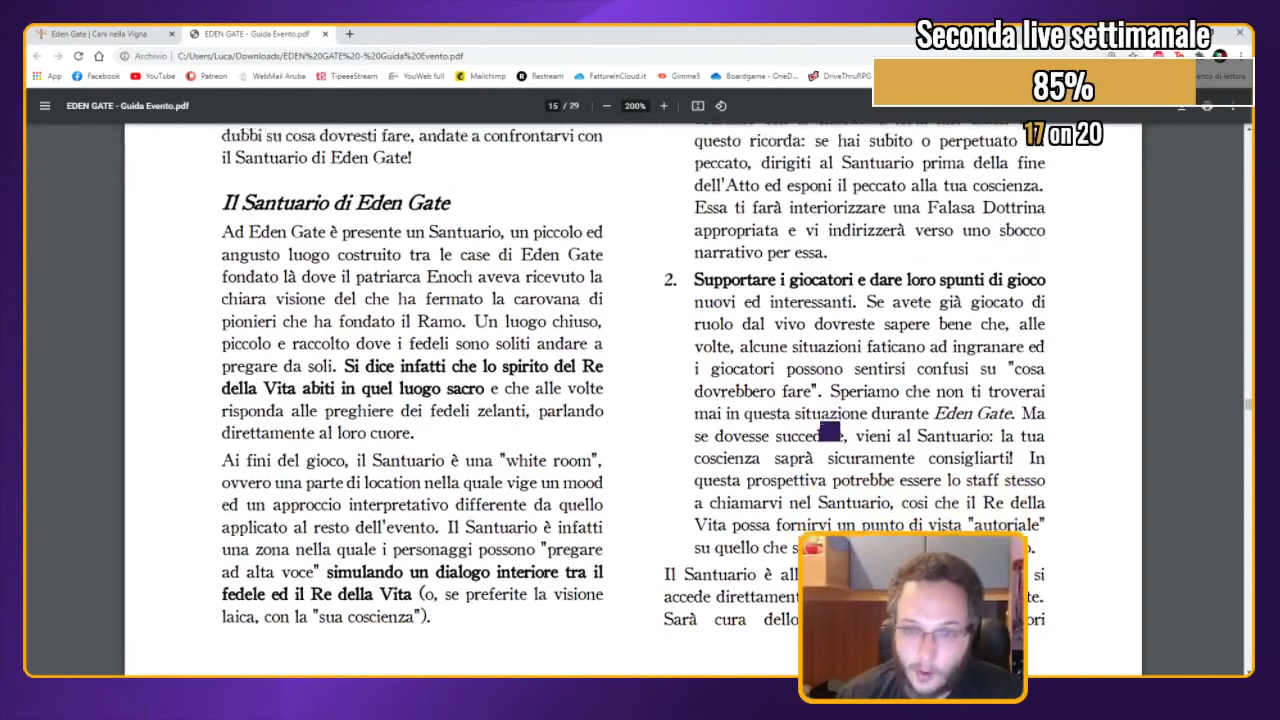 Seconda live settimanale
85%
17 on 20
Eden Gate | Cani nella Vigna
EDEN GATE - Guida Evento.pdf
Archivio
C:/Users/Luca/Downloads/EDEN%20GATE%20-%20Guida%20Evento.pdf
App Facebook YouTube Patreon WebMail Aruba TipeeeStream YouWeb full Mailchimp Restream FattureInCloud.it Gimme5 Boardgame - OneD... DriveThruRPG
di lettura
EDEN GATE - Guida Evento.pdf
15 / 29
200%
dubbi su cosa dovresti fare, andate a confrontarvi con
il Santuario di Eden Gate!
Il Santuario di Eden Gate
Ad Eden Gate è presente un Santuario, un piccolo ed
angusto luogo costruito tra le case di Eden Gate
fondato là dove il patriarca Enoch aveva ricevuto la
chiara visione del che ha fermato la carovana di
pionieri che ha fondato il Ramo. Un luogo chiuso,
piccolo e raccolto dove i fedeli sono soliti andare a
pregare da soli. Si dice infatti che lo spirito del Re
della Vita abiti in quel luogo sacro e che alle volte
risponda alle preghiere dei fedeli zelanti, parlando
direttamente al loro cuore.
Ai fini del gioco, il Santuario è una "white room",
ovvero una parte di location nella quale vige un mood
ed un approccio interpretativo differente da quello
applicato al resto dell'evento. Il Santuario è infatti
una zona nella quale i personaggi possono "pregare
ad alta voce" simulando un dialogo interiore tra il
fedele ed il Re della Vita (o, se preferite la visione
laica, con la "sua coscienza").
questo ricorda: se hai subito o perpetuato un
peccato, dirigiti al Santuario prima della fine
dell'Atto ed esponi il peccato alla tua coscienza.
Essa ti farà interiorizzare una Falasa Dottrina
appropriata e vi indirizzerà verso uno sbocco
narrativo per essa.
2. Supportare i giocatori e dare loro spunti di gioco
nuovi ed interessanti. Se avete già giocato di
ruolo dal vivo dovreste sapere bene che, alle
volte, alcune situazioni faticano ad ingranare ed
i giocatori possono sentirsi confusi su "cosa
dovrebbero fare". Speriamo che non ti troverai
mai in questa situazione durante Eden Gate. Ma
se dovesse succed e, vieni al Santuario: la tua
coscienza saprà sicuramente consigliarti! In
questa prospettiva potrebbe essere lo staff stesso
a chiamarvi nel Santuario, cosi che il Re della
Vita possa fornirvi un punto di vista "autoriale"
su quello che s
Il Santuario è all si
accede direttament te.
Sarà cura dello ori